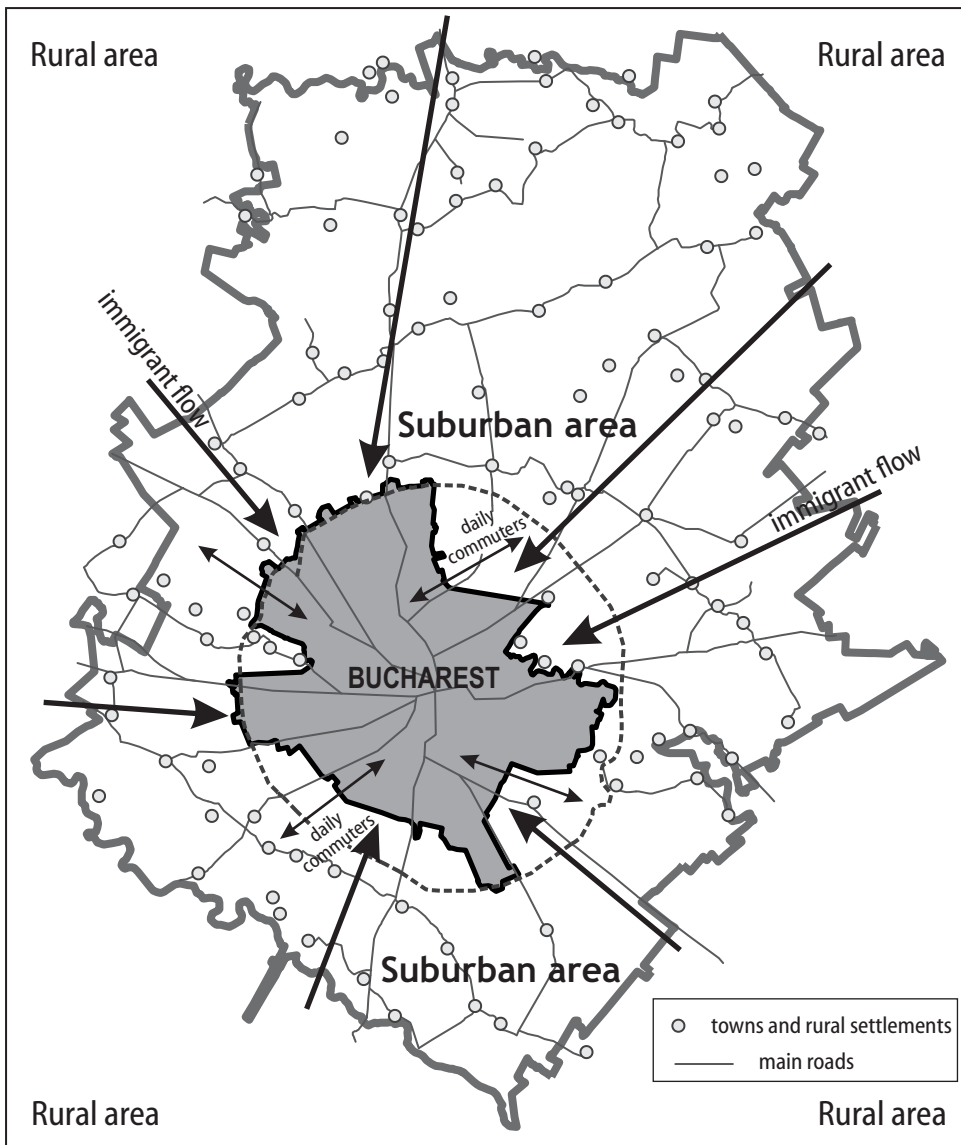 Rural area
Rural area
immigrant flow
Suburban area
immigrant flow
daily
commuters
BUCHAREST
daily
commuters
Suburban area
towns and rural settlements
main roads
Rural area
Rural area